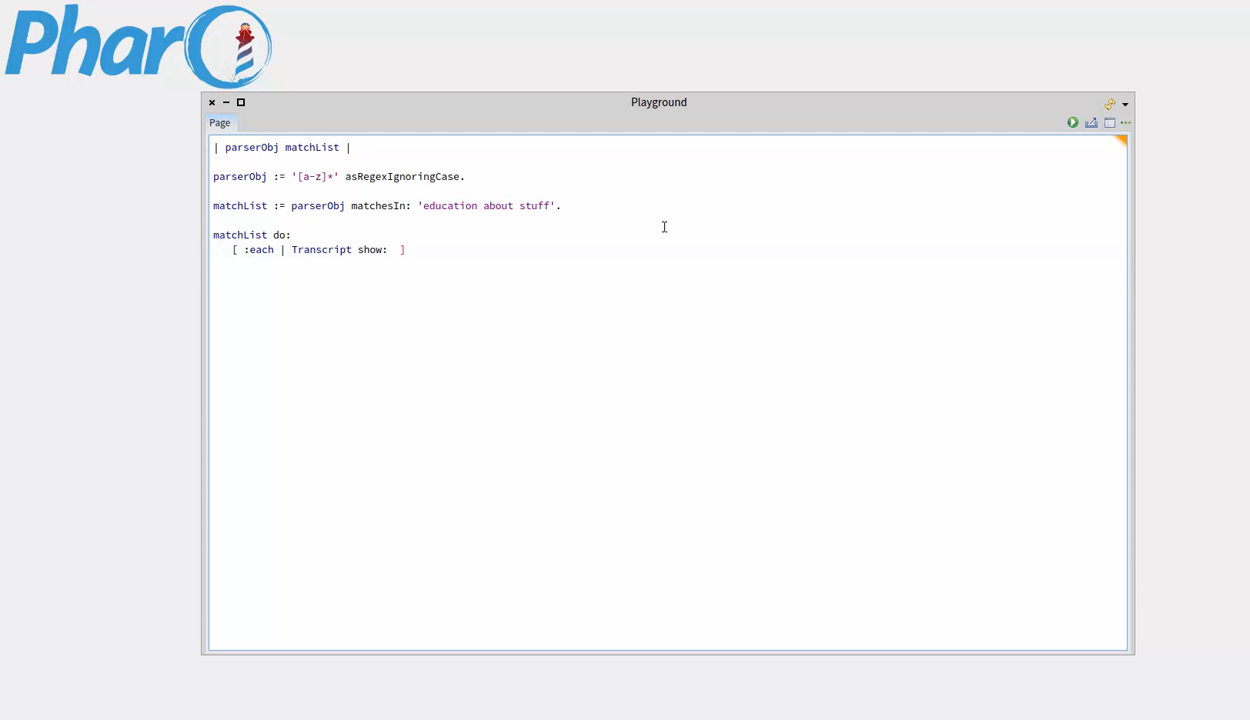 Pharo
Playground
Page
| parserObj matchList |
parserObj := '[a-z]*' asRegexIgnoringCase.
matchList := parserObj matchesIn: 'education about stuff'.
matchList do:
[ :each | Transcript show:  ]